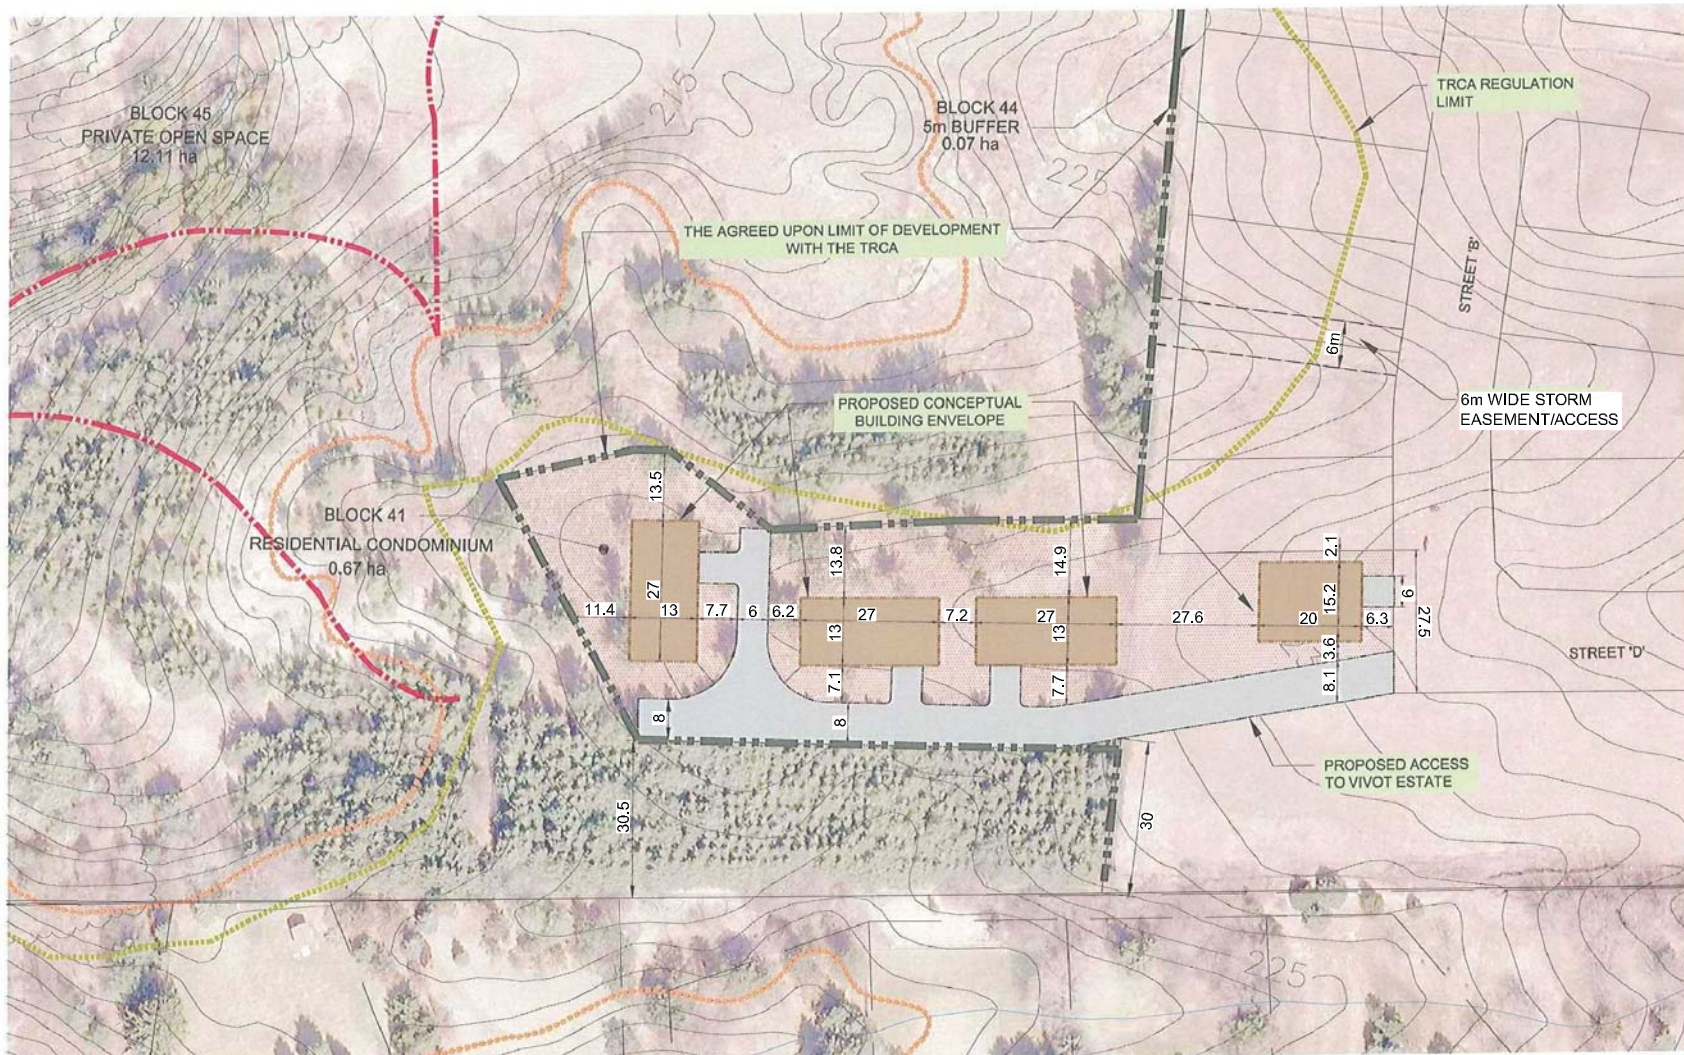 215
BLOCK 45
PRIVATE OPEN SPACE
12.11 ha
BLOCK 44
5m BUFFER
0.07 ha
TRCA REGULATION
LIMIT
225
THE AGREED UPON LIMIT OF DEVELOPMENT
WITH THE TRCA
STREET 'B'
6m
6m WIDE STORM
EASEMENT/ACCESS
PROPOSED CONCEPTUAL
BUILDING ENVELOPE
BLOCK 41
RESIDENTIAL CONDOMINIUM
0.67 ha
13.5
13.8
14.9
2.1
27
15.2
9
27.5
11.4
13
7.7
6
6.2
27
7.2
27
27.6
20
6.3
13
13
3.6
STREET 'D'
7.1
7.7
8.1
8
8
PROPOSED ACCESS
TO VIVOT ESTATE
30.5
30
225